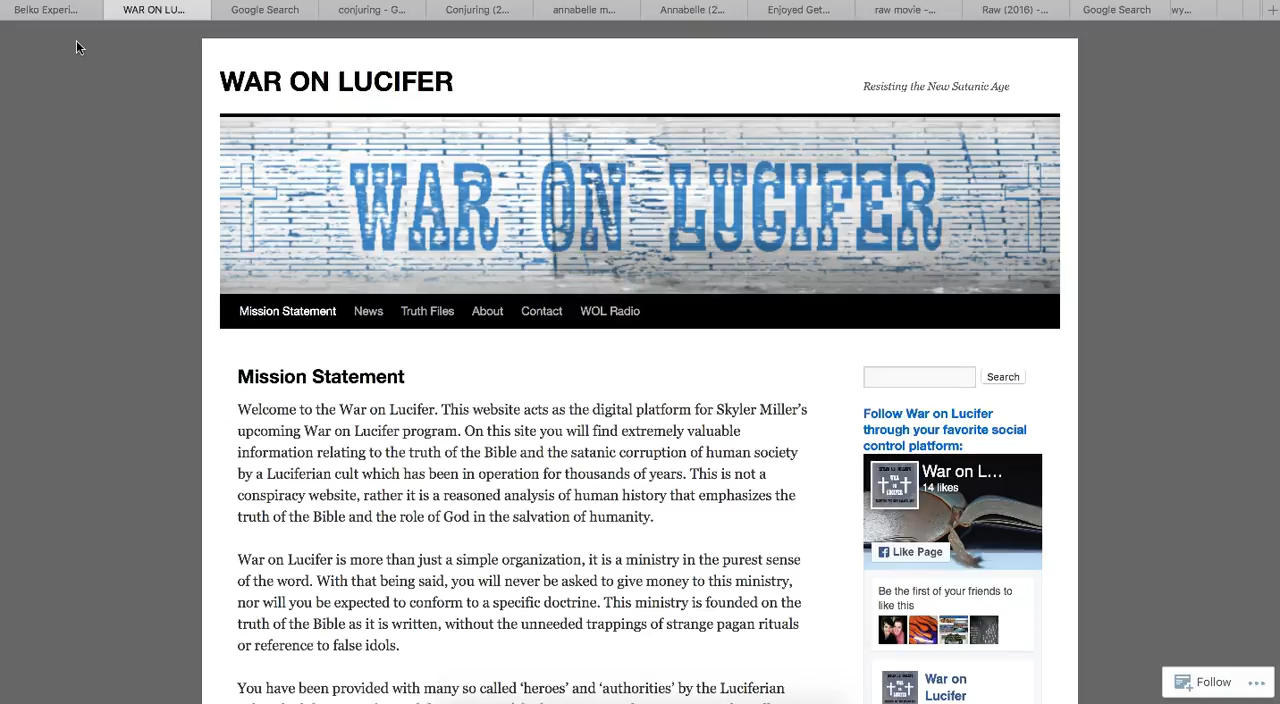 Belko Experi...
WAR ON LU...
Google Search
conjuring - G...
Conjuring (2...
annabelle m...
Annabelle (2...
Enjoyed Get...
raw movie -...
Raw (2016) -...
Google Search
wy...
WAR ON LUCIFER
Resisting the New Satanic Age
WAR ON LUCIFER
Mission Statement
News
Truth Files
About
Contact
WOL Radio
Mission Statement
Welcome to the War on Lucifer. This website acts as the digital platform for Skyler Miller's
upcoming War on Lucifer program. On this site you will find extremely valuable
information relating to the truth of the Bible and the satanic corruption of human society
by a Luciferian cult which has been in operation for thousands of years. This is not a
conspiracy website, rather it is a reasoned analysis of human history that emphasizes the
truth of the Bible and the role of God in the salvation of humanity.
War on Lucifer is more than just a simple organization, it is a ministry in the purest sense
of the word. With that being said, you will never be asked to give money to this ministry,
nor will you be expected to conform to a specific doctrine. This ministry is founded on the
truth of the Bible as it is written, without the unneeded trappings of strange pagan rituals
or reference to false idols.
You have been provided with many so called 'heroes' and 'authorities' by the Luciferian
Search
Follow War on Lucifer
through your favorite social
control platform:
War on L...
14 likes
Like Page
Be the first of your friends to
like this
War on
Lucifer
Follow